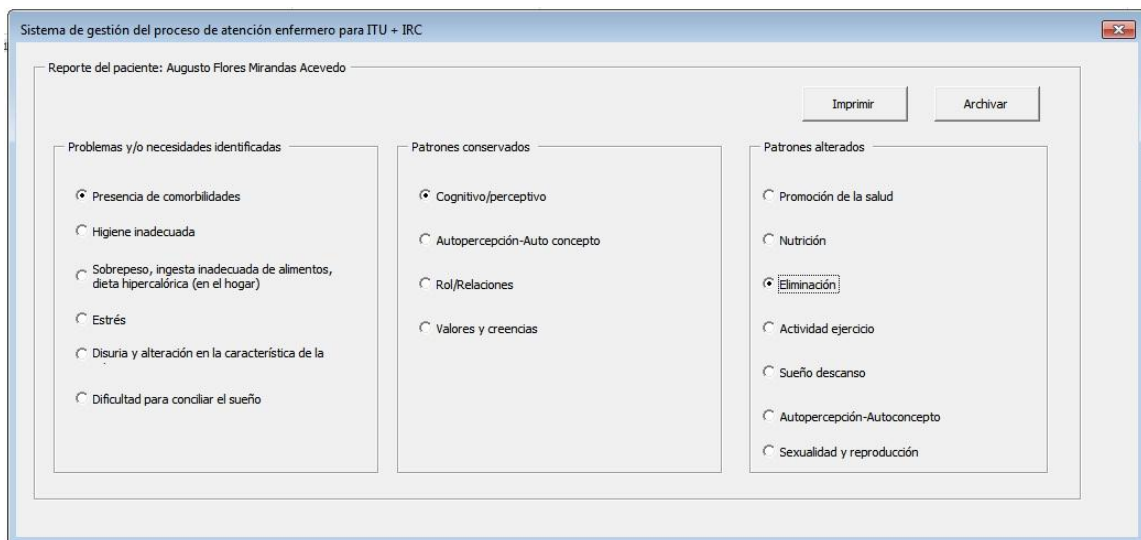 Sistema de gestión del proceso de atención enfermero para ITU + IRC
Reporte del paciente: Augusto Flores Mirandas Acevedo
Imprimir
Archivar
Problemas y/o necesidades identificadas
Presencia de comorbilidades
Higiene inadecuada
Sobrepeso, ingesta inadecuada de alimentos,
dieta hipercalórica (en el hogar)
Estrés
Disuria y alteración en la característica de la
Dificultad para conciliar el sueño
Patrones conservados
Cognitivo/perceptivo
Autopercepción-Auto concepto
Rol/Relaciones
Valores y creencias
Patrones alterados
Promoción de la salud
Nutrición
Eliminación
Actividad ejercicio
Sueño descanso
Autopercepción-Autoconcepto
Sexualidad y reproducción